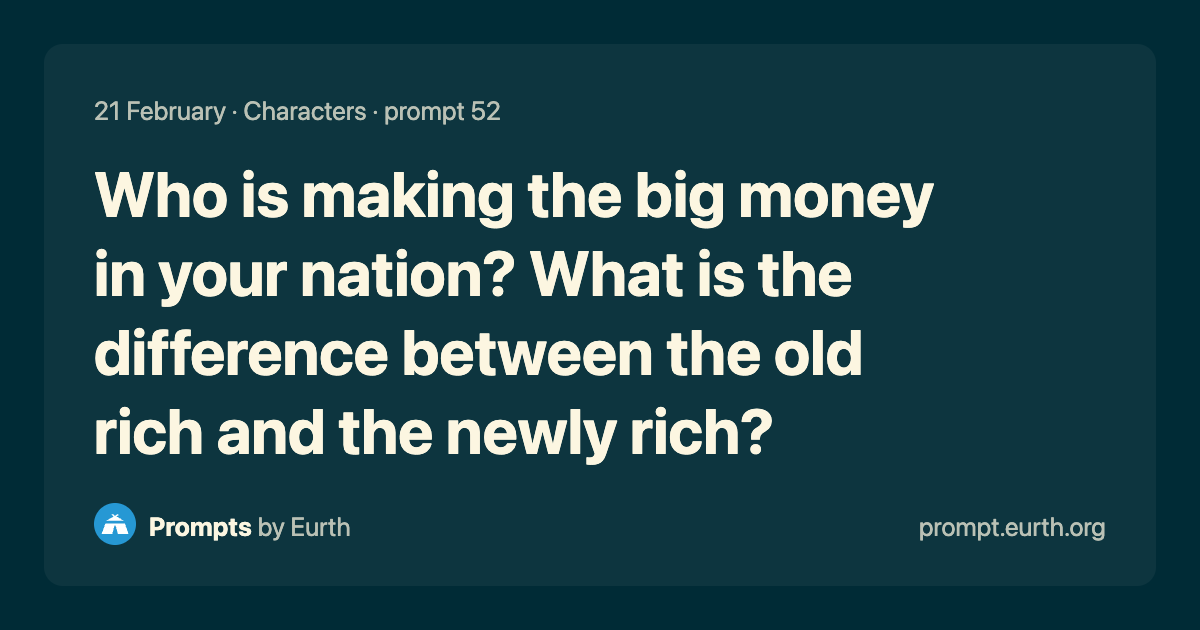 21 February · Characters · prompt 52
Who is making the big money
in your nation? What is the
difference between the old
rich and the newly rich?
Prompts by Eurth
prompt.eurth.org